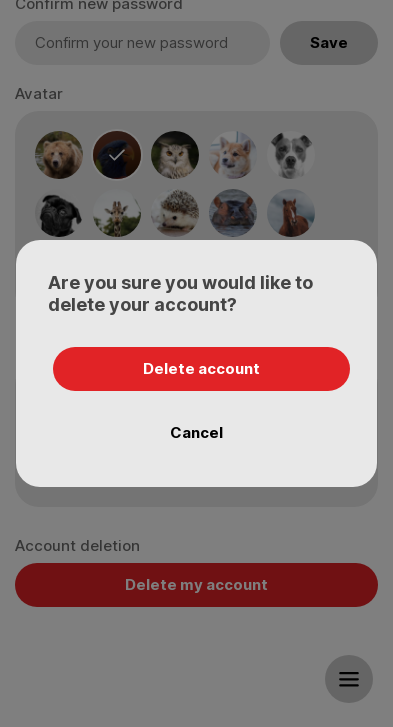 Confirm new password
Confirm your new password
Save
Avatar
Are you sure you would like to
delete your account?
Delete account
Cancel
Account deletion
Delete my account